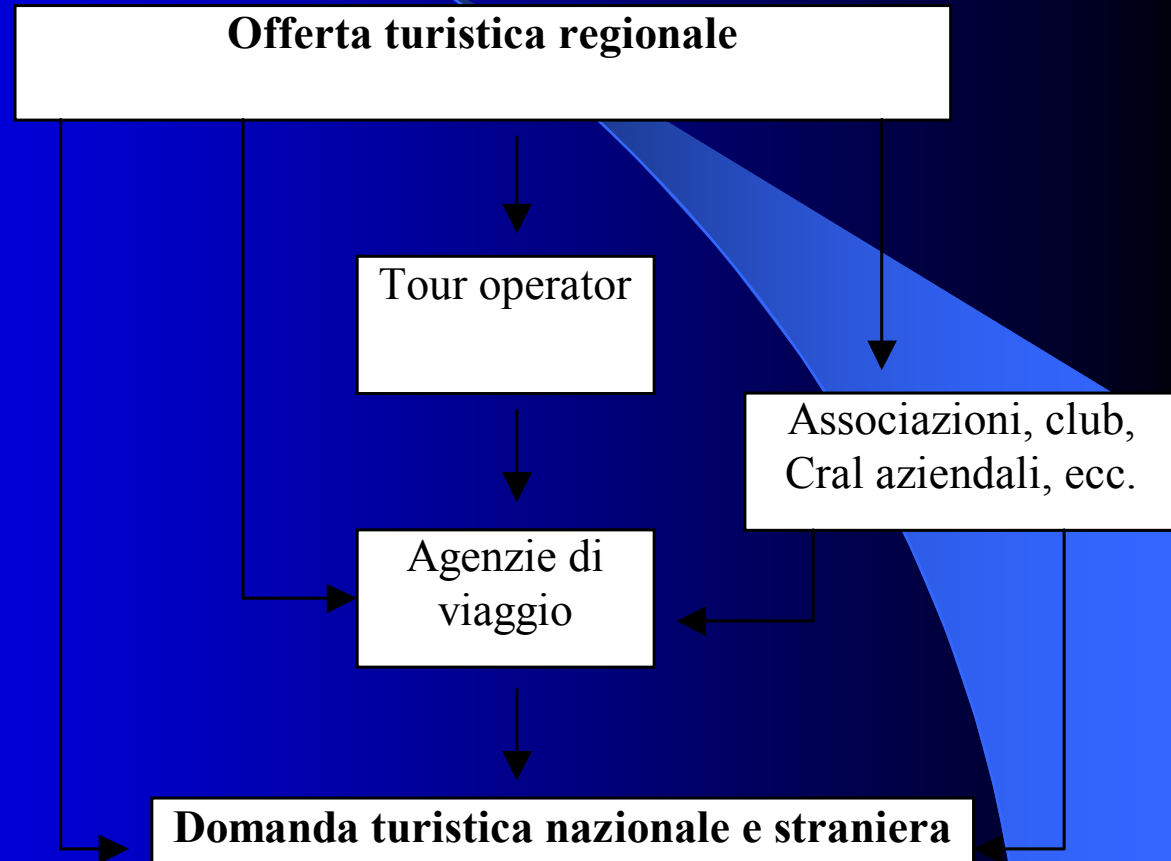 Offerta turistica regionale
Tour operator
Associazioni, club,
Cral aziendali, ecc.
Agenzie di
viaggio
Domanda turistica nazionale e straniera